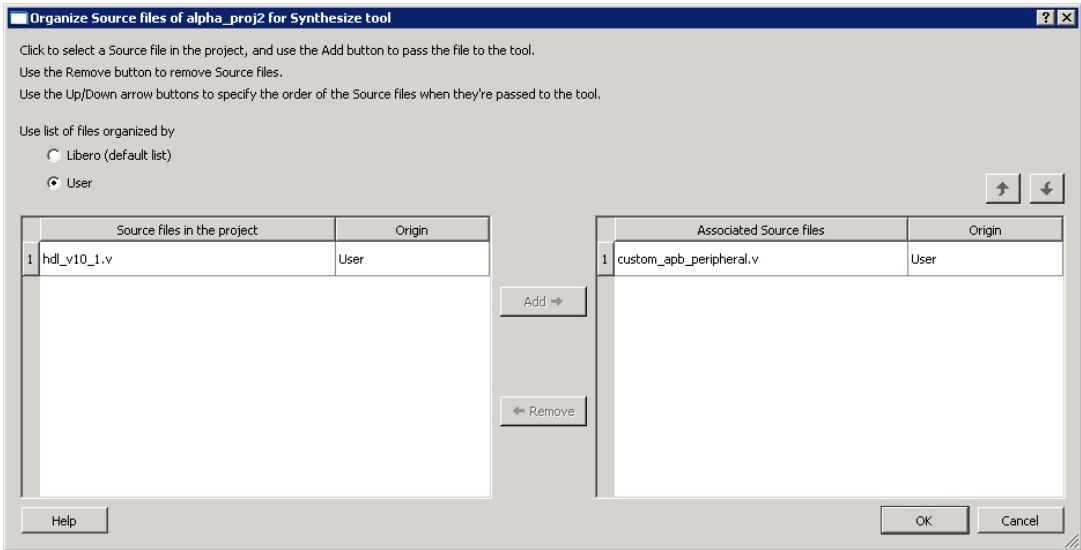 Organize Source files of alpha_proj2 for Synthesize tool
Click to select a Source file in the project, and use the Add button to pass the file to the tool.
Use the Remove button to remove Source files.
Use the Up/Down arrow buttons to specify the order of the Source files when they're passed to the tool.
Use list of files organized by
Libero (default list)
User
Source files in the project Origin
1 hdl_v10_1.v User
Add
Remove
Associated Source files Origin
1 custom_apb_peripheral.v User
Help
OK
Cancel